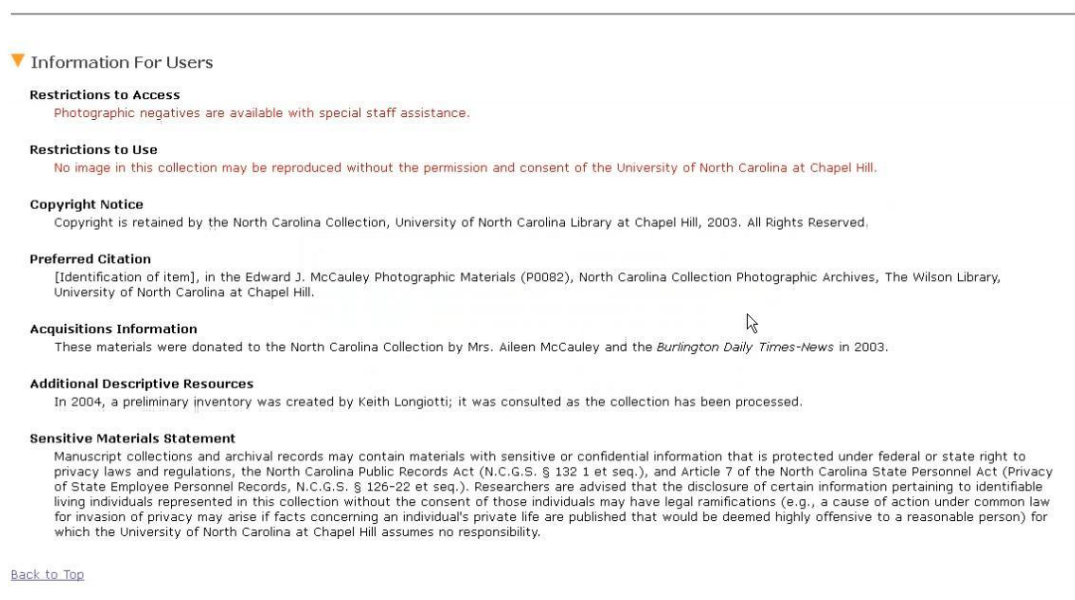 Information For Users
Restrictions to Access
Photographic negatives are available with special staff assistance.
Restrictions to Use
No image in this collection may be reproduced without the permission and consent of the University of North Carolina at Chapel Hill.
Copyright Notice
Copyright is retained by the North Carolina Collection, University of North Carolina Library at Chapel Hill, 2003. All Rights Reserved.
Preferred Citation
[Identification of item], in the Edward J. McCauley Photographic Materials (P0082), North Carolina Collection Photographic Archives, The Wilson Library,
University of North Carolina at Chapel Hill.
Acquisitions Information
These materials were donated to the North Carolina Collection by Mrs. Aileen McCauley and the Burlington Daily Times-News in 2003.
Additional Descriptive Resources
In 2004, a preliminary inventory was created by Keith Longiotti; it was consulted as the collection has been processed.
Sensitive Materials Statement
Manuscript collections and archival records may contain materials with sensitive or confidential information that is protected under federal or state right to
privacy laws and regulations, the North Carolina Public Records Act (N.C.G.S. § 132 1 et seq.), and Article 7 of the North Carolina State Personnel Act (Privacy
of State Employee Personnel Records, N.C.G.S. § 126-22 et seq.). Researchers are advised that the disclosure of certain information pertaining to identifiable
living individuals represented in this collection without the consent of those individuals may have legal ramifications (e.g., a cause of action under common law
for invasion of privacy may arise if facts concerning an individual's private life are published that would be deemed highly offensive to a reasonable person) for
which the University of North Carolina at Chapel Hill assumes no responsibility.
Back to Top